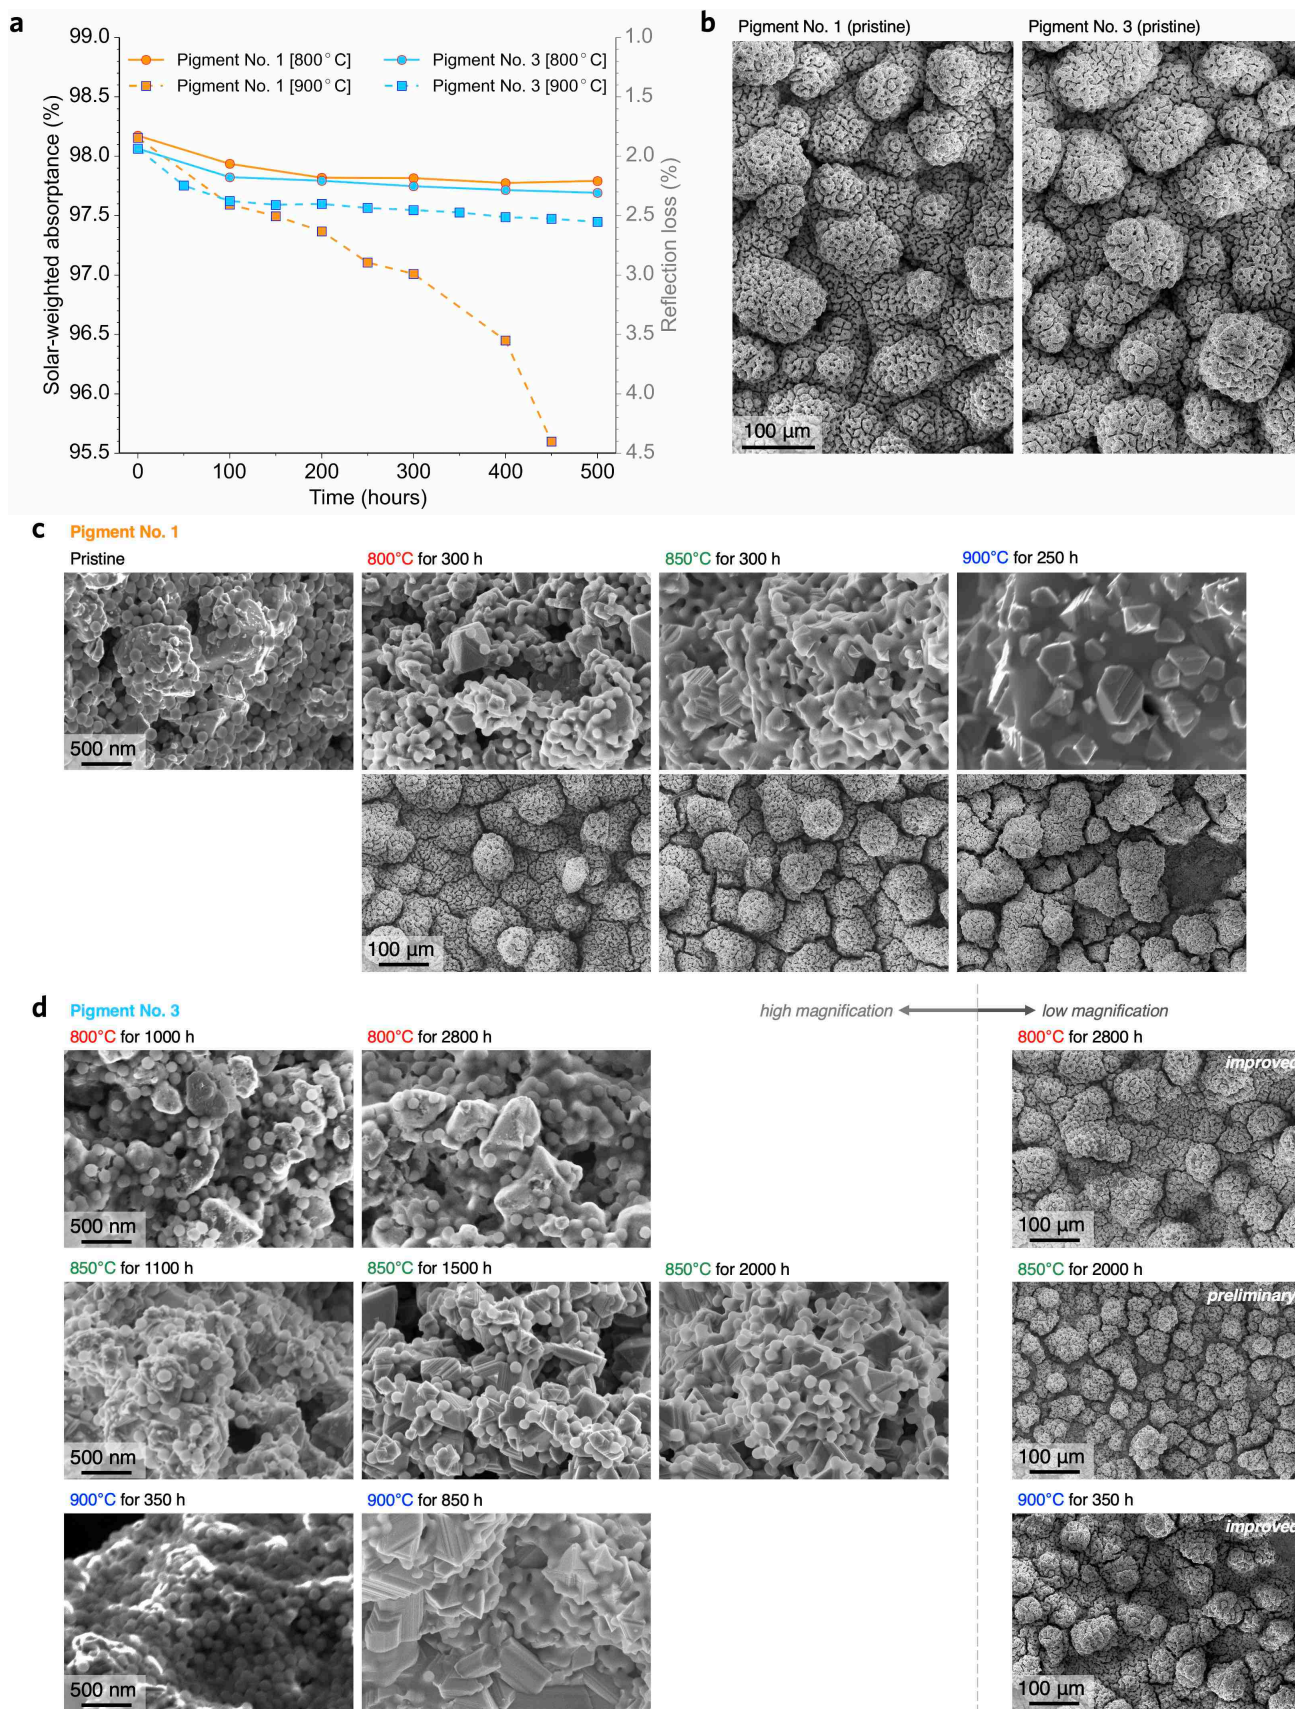 a
99.0
98.5
98.0
97.5
97.0
96.5
96.0
95.5
Solar-weighted absorptance (%)
Pigment No. 1 [800°C]
Pigment No. 3 [800°C]
Pigment No. 1 [900°C]
Pigment No. 3 [900°C]
1.0
1.5
2.0
2.5
3.0
3.5
4.0
4.5
Reflection loss (%)
0 100 200 300 400 500
Time (hours)
b
Pigment No. 1 (pristine)
Pigment No. 3 (pristine)
100 µm
c
Pigment No. 1
Pristine
800°C for 300 h
850°C for 300 h
900°C for 250 h
500 nm
100 µm
d
Pigment No. 3
high magnification
low magnification
800°C for 1000 h
800°C for 2800 h
800°C for 2800 h
improved
500 nm
500 nm
100 µm
850°C for 1100 h
850°C for 1500 h
850°C for 2000 h
850°C for 2000 h
preliminary
500 nm
100 µm
900°C for 350 h
900°C for 850 h
900°C for 350 h
improved
500 nm
100 µm